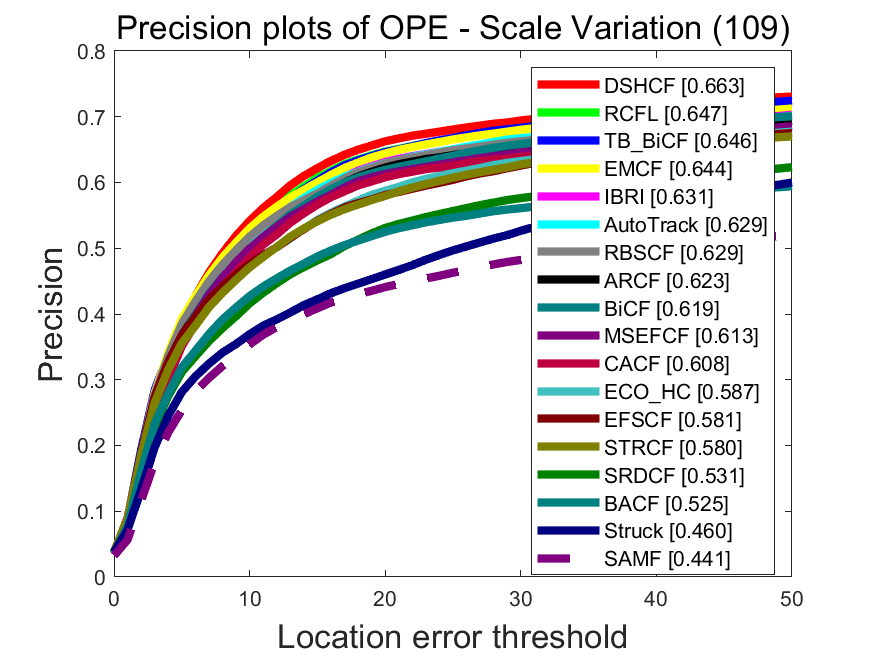 Precision plots of OPE - Scale Variation (109)
0.8
0.7
0.6
0.5
0.4
0.3
0.2
0.1
0
Precision
DSHCF [0.663]
RCFL [0.647]
TB_BiCF [0.646]
EMCF [0.644]
IBRI [0.631]
AutoTrack [0.629]
RBSCF [0.629]
ARCF [0.623]
BiCF [0.619]
MSEFCF [0.613]
CACF [0.608]
ECO_HC [0.587]
EFSCF [0.581]
STRCF [0.580]
SRDCF [0.531]
BACF [0.525]
Struck [0.460]
SAMF [0.441]
0 10 20 30 40 50
Location error threshold